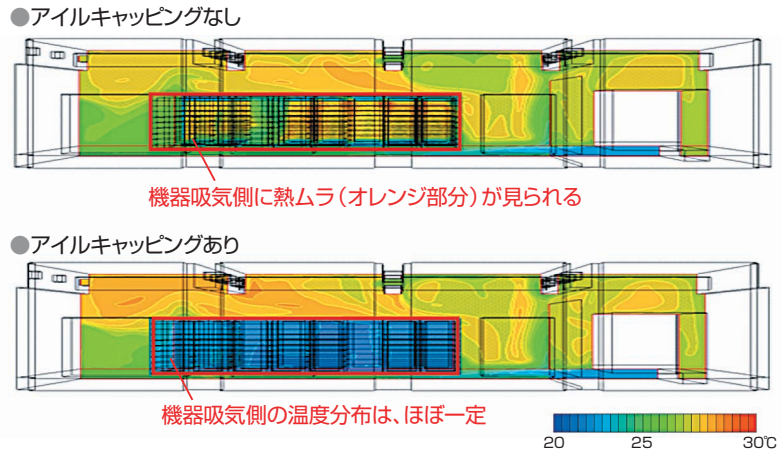 ●アイルキャッピングなし
機器吸気側に熱ムラ（オレンジ部分）が見られる
●アイルキャッピングあり
機器吸気側の温度分布は、ほぼ一定
20 25 30℃